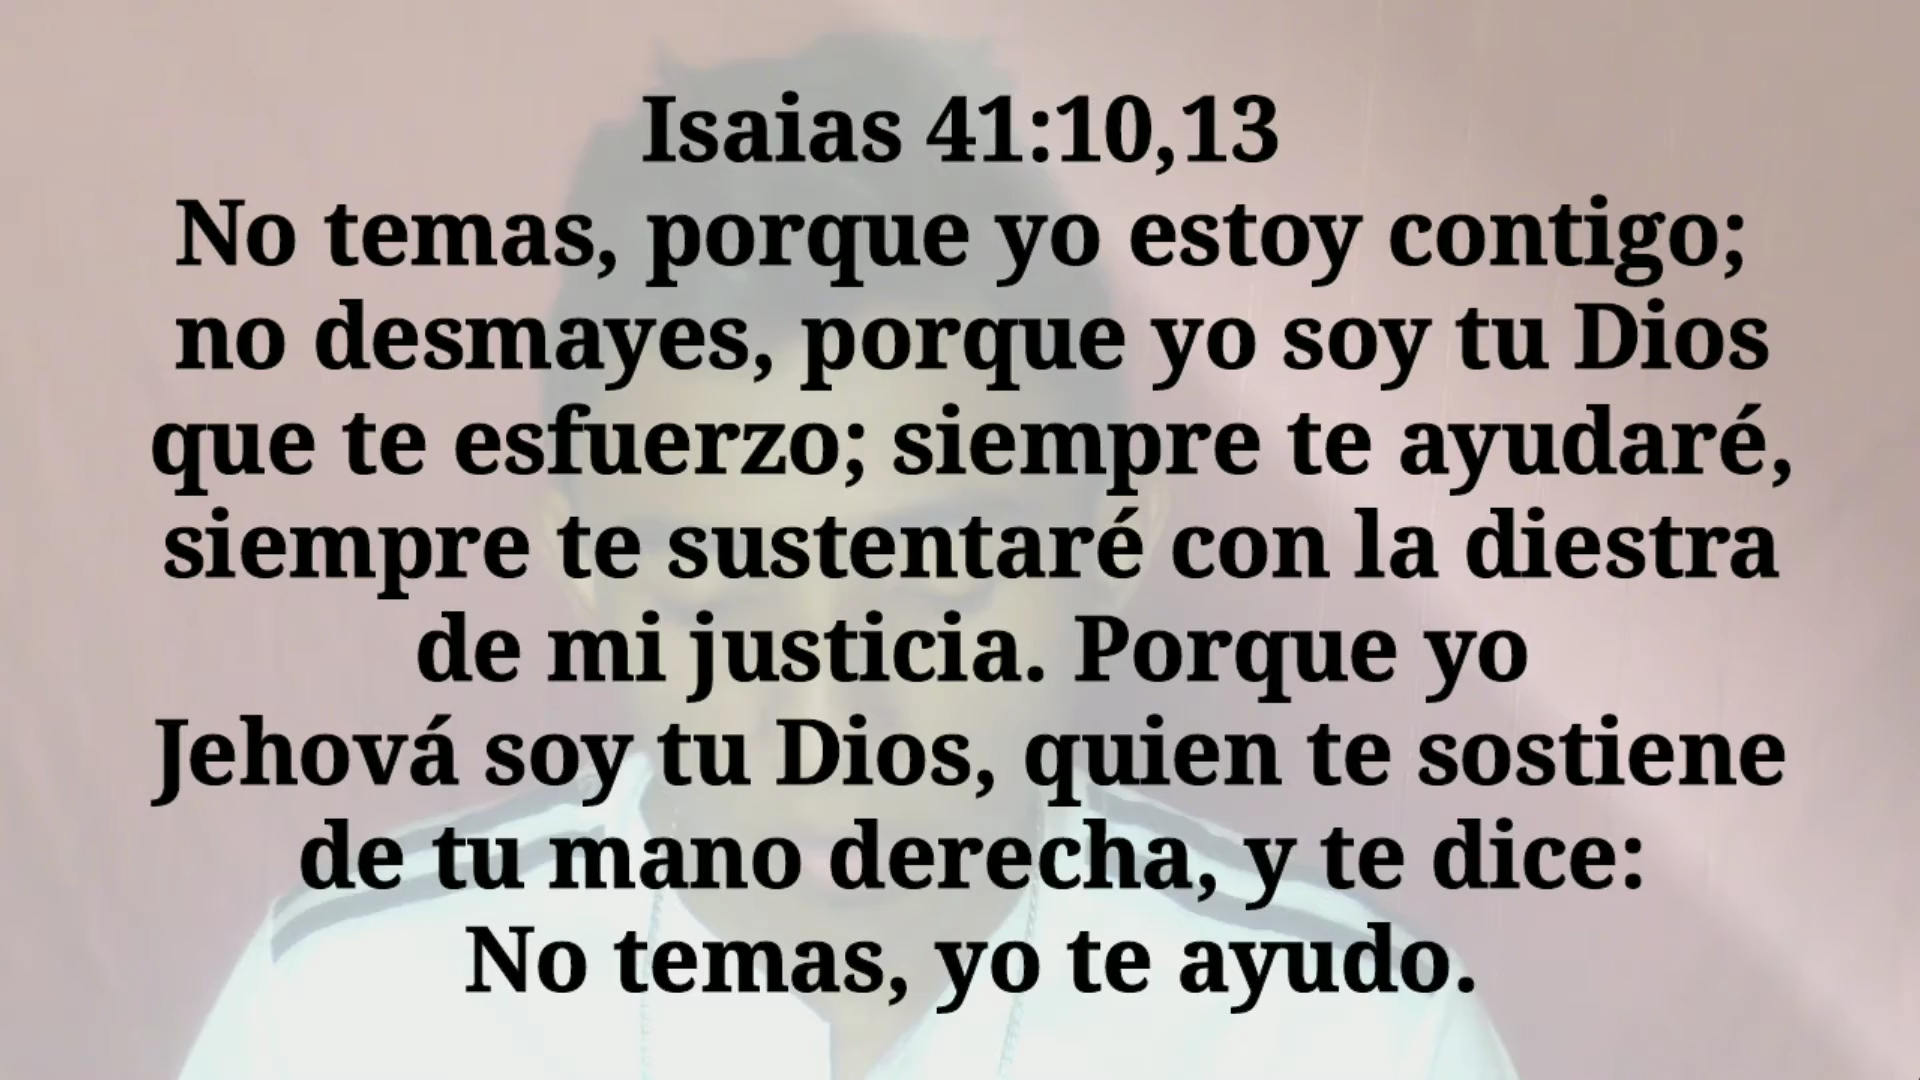 Isaias 41:10,13
No temas, porque yo estoy contigo;
no desmayes, porque yo soy tu Dios
que te esfuerzo; siempre te ayudaré,
siempre te sustentaré con la diestra
de mi justicia. Porque yo
Jehová soy tu Dios, quien te sostiene
de tu mano derecha, y te dice:
No temas, yo te ayudo.